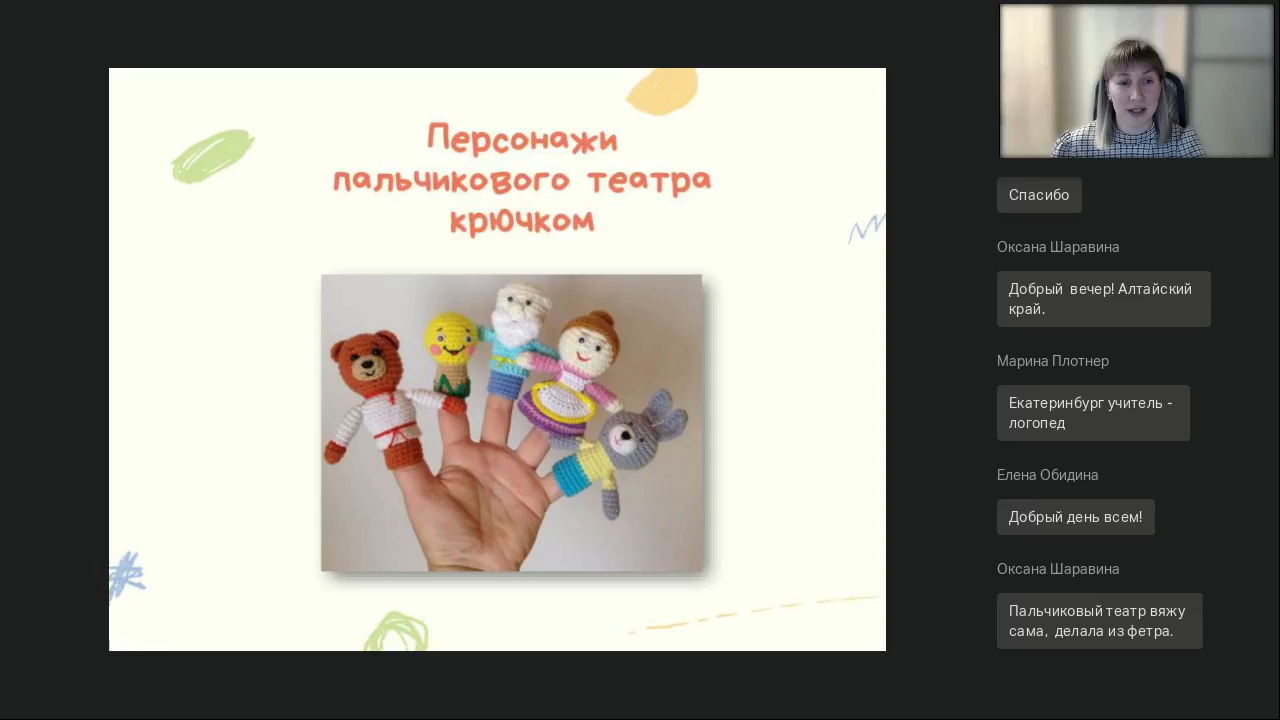 Персонажи
пальчикового театра
крючком
Спасибо
Оксана Шаравина
Добрый вечер! Алтайский
край.
Марина Плотнер
Екатеринбург учитель -
логопед
Елена Обидина
Добрый день всем!
Оксана Шаравина
Пальчиковый театр вяжу
сама, делала из фетра.